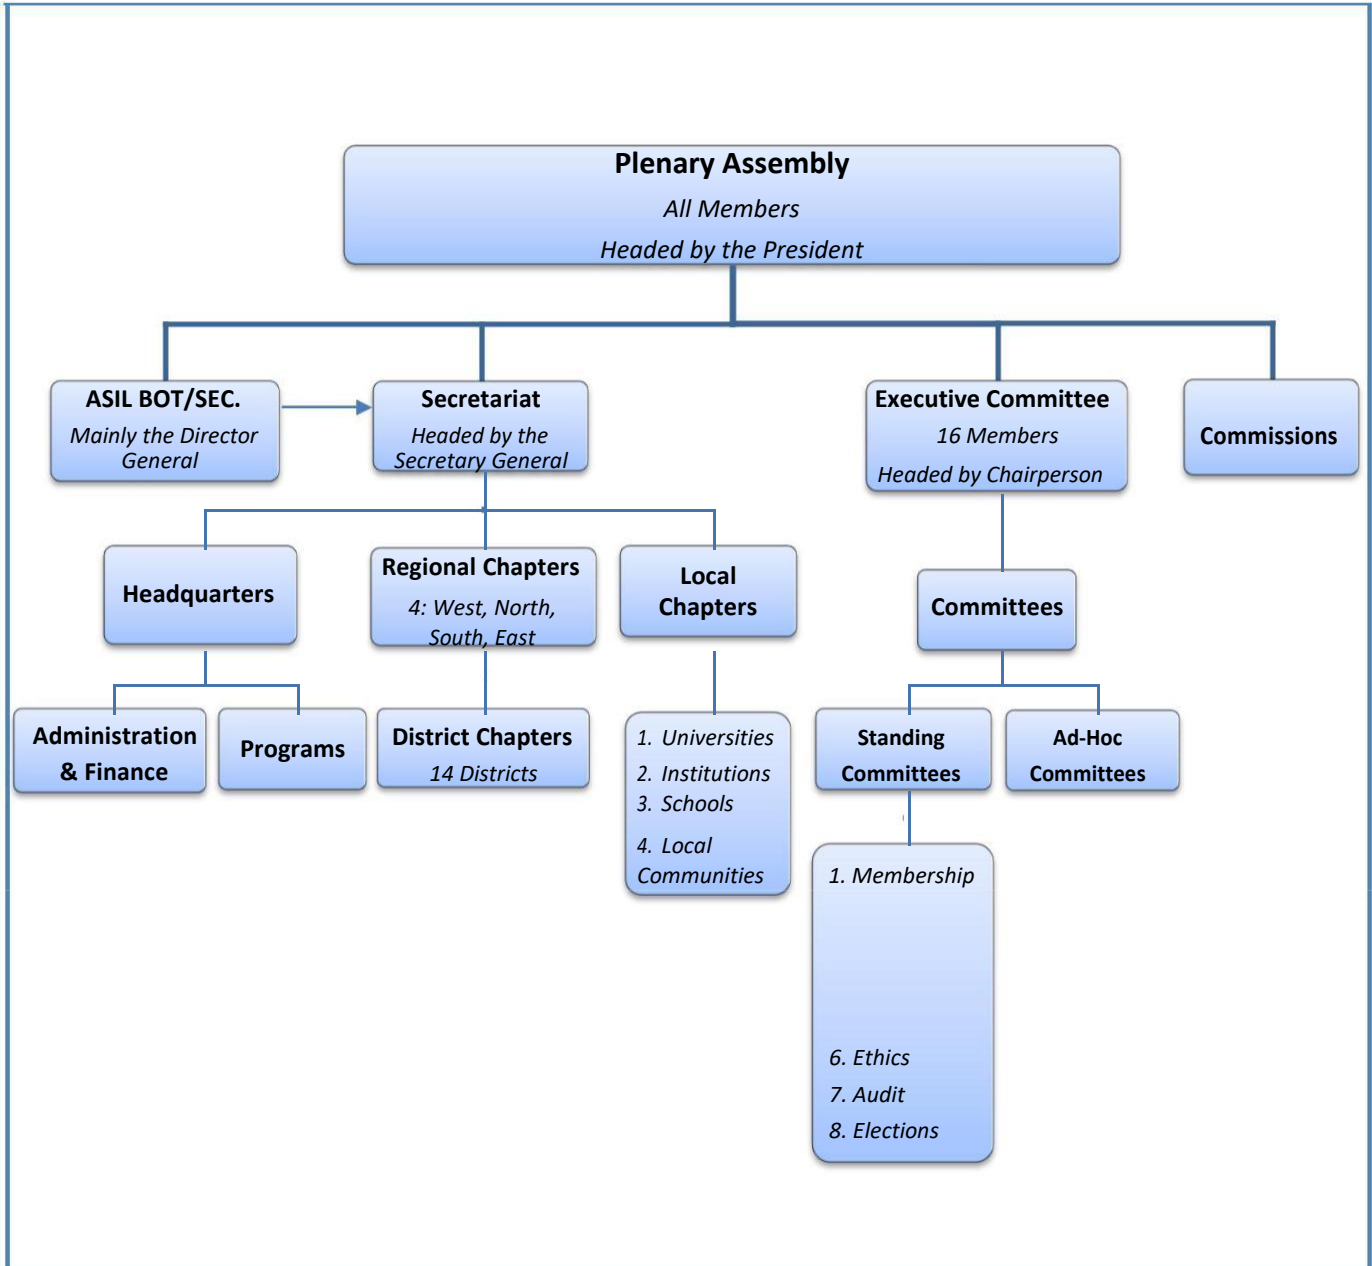 Plenary Assembly
All Members
Headed by the President
ASIL BOT/SEC.
Mainly the Director
General
Secretariat
Headed by the
Secretary General
Executive Committee
16 Members
Headed by Chairperson
Commissions
Headquarters
Regional Chapters
4: West, North,
South, East
Local
Chapters
Committees
Administration
& Finance
Programs
District Chapters
14 Districts
1. Universities
2. Institutions
3. Schools
4. Local
Communities
Standing
Committees
Ad-Hoc
Committees
1. Membership
6. Ethics
7. Audit
8. Elections